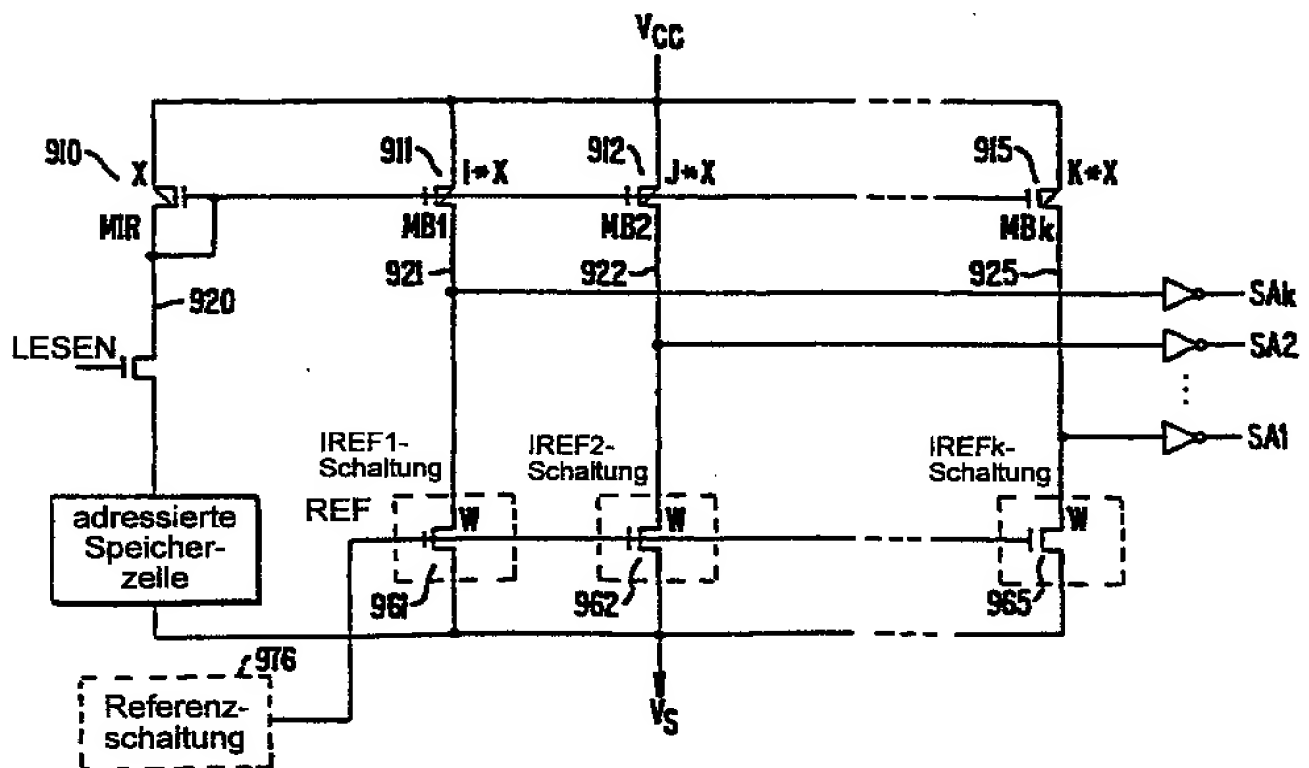 VCC
910
X
911
I*X
912
J*X
915
K*X
MIR
MB1
MB2
MBk
920
921
922
925
SAk
SA2
SA1
LESEN
IREF1-
Schaltung
IREF2-
Schaltung
IREFk-
Schaltung
REF
W
W
W
adressierte
Speicher-
zelle
961
962
965
976
Referenz-
schaltung
VS